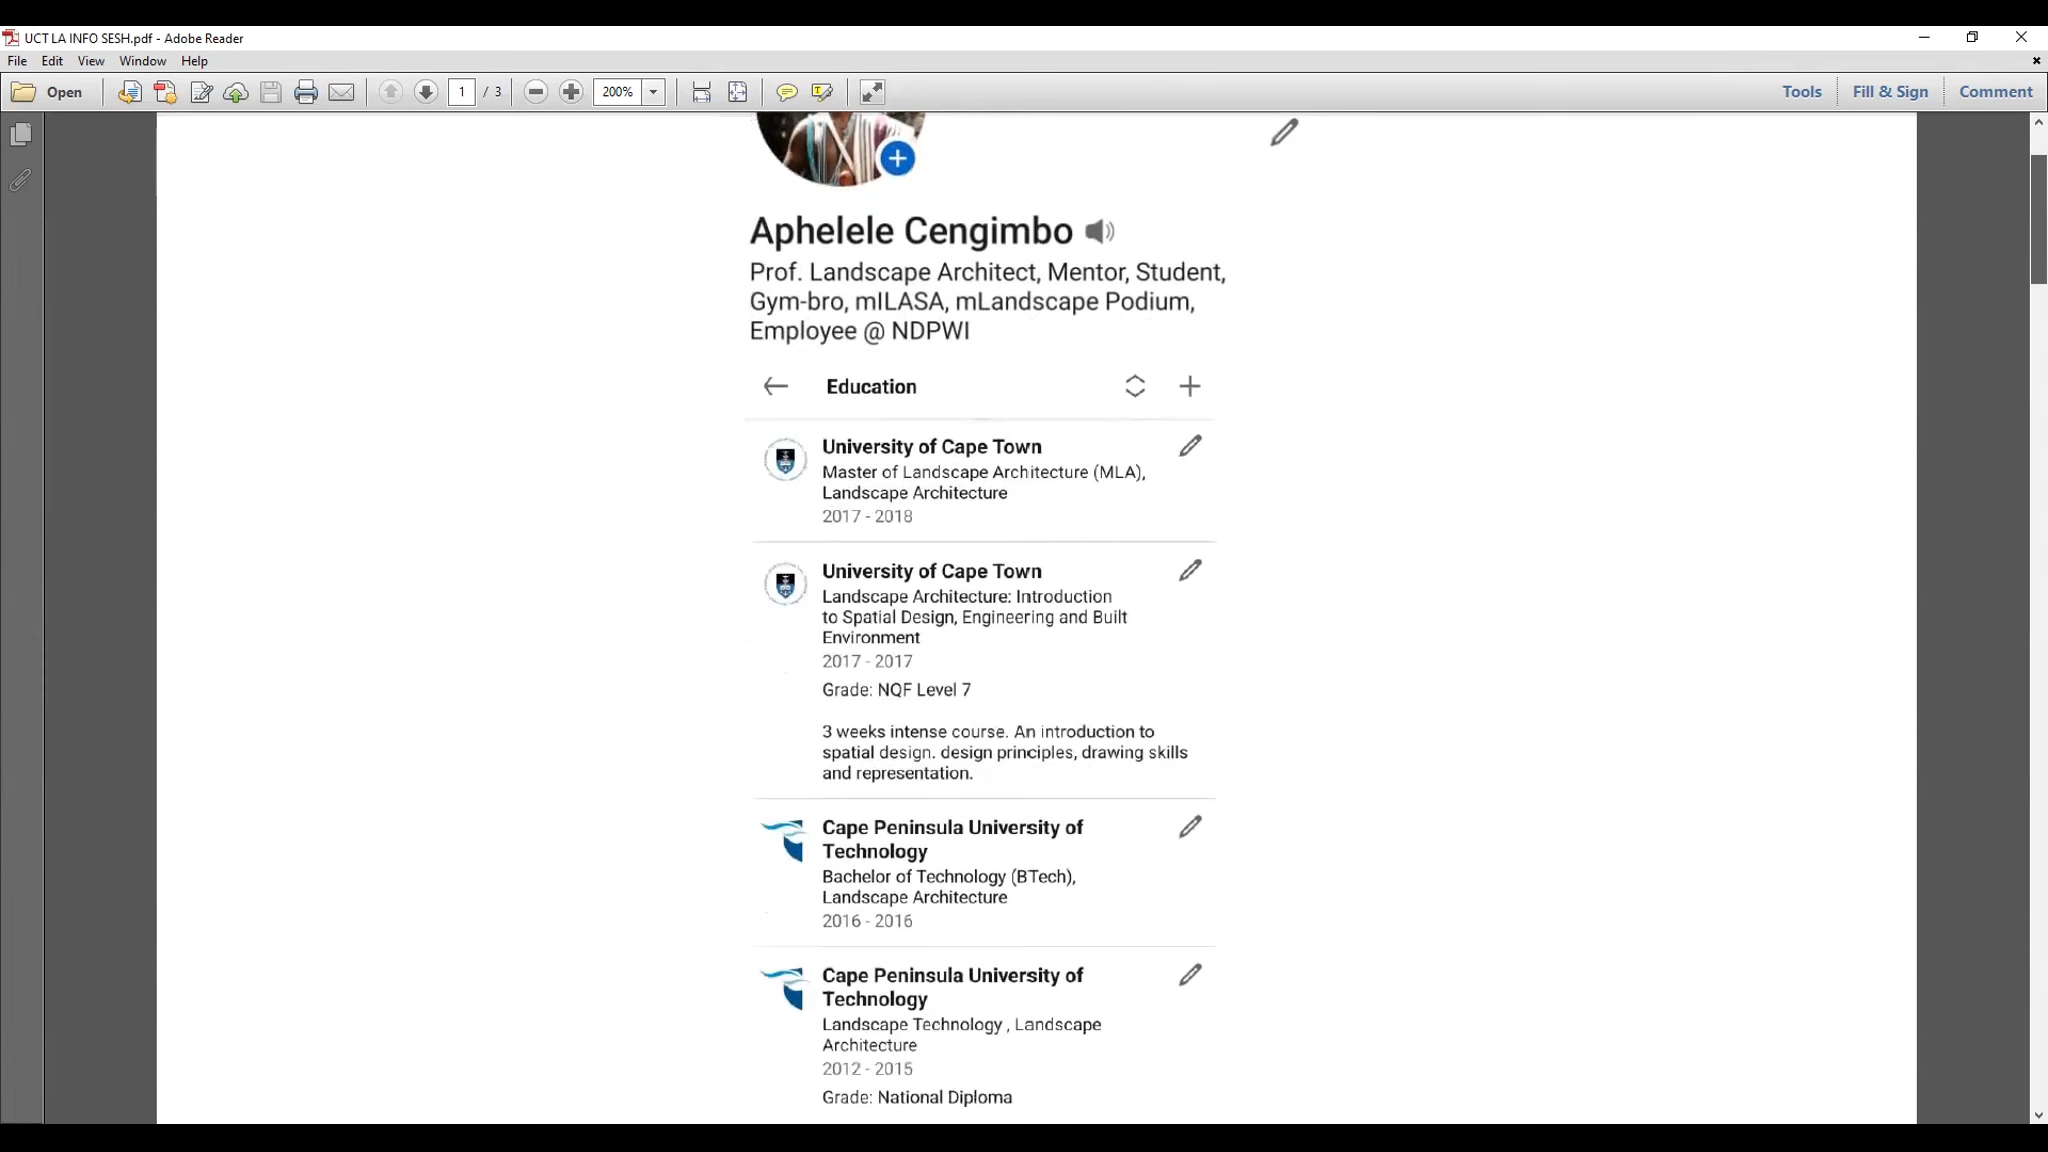 UCT LA INFO SESH.pdf - Adobe Reader
File Edit View Window Help
Open 1 / 3 200% Tools Fill & Sign Comment
Aphelele Cengimbo
Prof. Landscape Architect, Mentor, Student,
Gym-bro, mILASA, mLandscape Podium,
Employee @ NDPWI
Education
University of Cape Town
Master of Landscape Architecture (MLA),
Landscape Architecture
2017 - 2018
University of Cape Town
Landscape Architecture: Introduction
to Spatial Design, Engineering and Built
Environment
2017 - 2017
Grade: NQF Level 7
3 weeks intense course. An introduction to
spatial design. design principles, drawing skills
and representation.
Cape Peninsula University of
Technology
Bachelor of Technology (BTech),
Landscape Architecture
2016 - 2016
Cape Peninsula University of
Technology
Landscape Technology , Landscape
Architecture
2012 - 2015
Grade: National Diploma